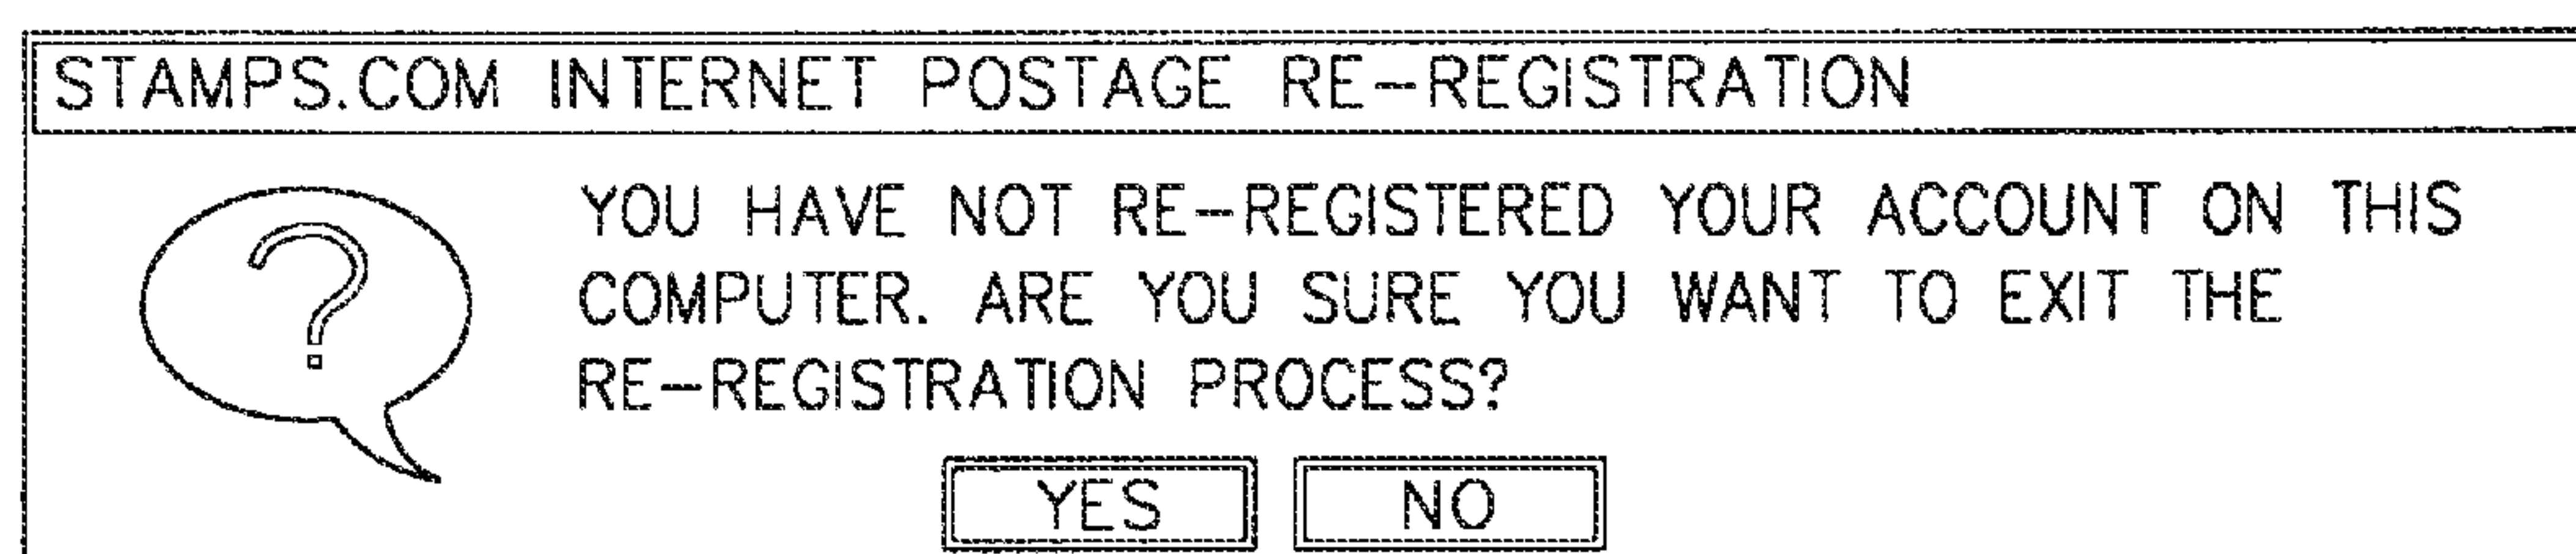 STAMPS.COM INTERNET POSTAGE RE-REGISTRATION
?
YOU HAVE NOT RE-REGISTERED YOUR ACCOUNT ON THIS
COMPUTER. ARE YOU SURE YOU WANT TO EXIT THE
RE-REGISTRATION PROCESS?
YES NO